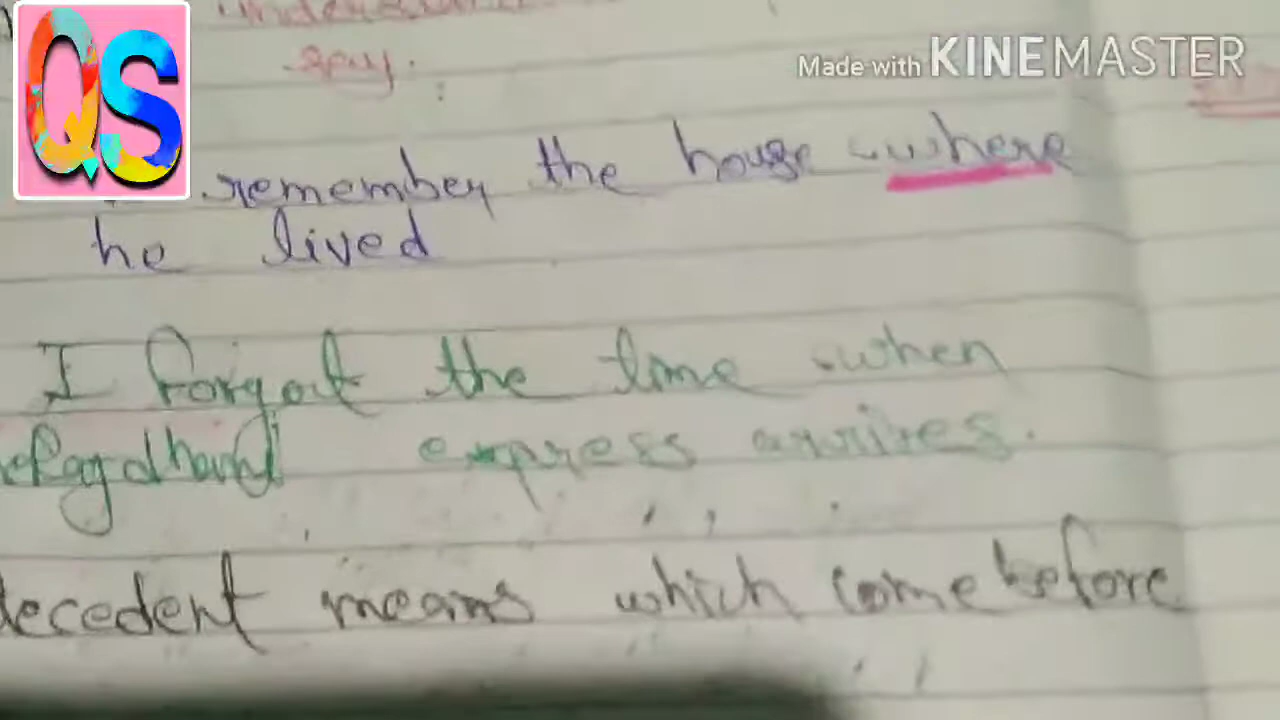 QS
Made with KINEMASTER
say.
remember the house where
he lived
I forgot the time when
express arrives.
means which come before